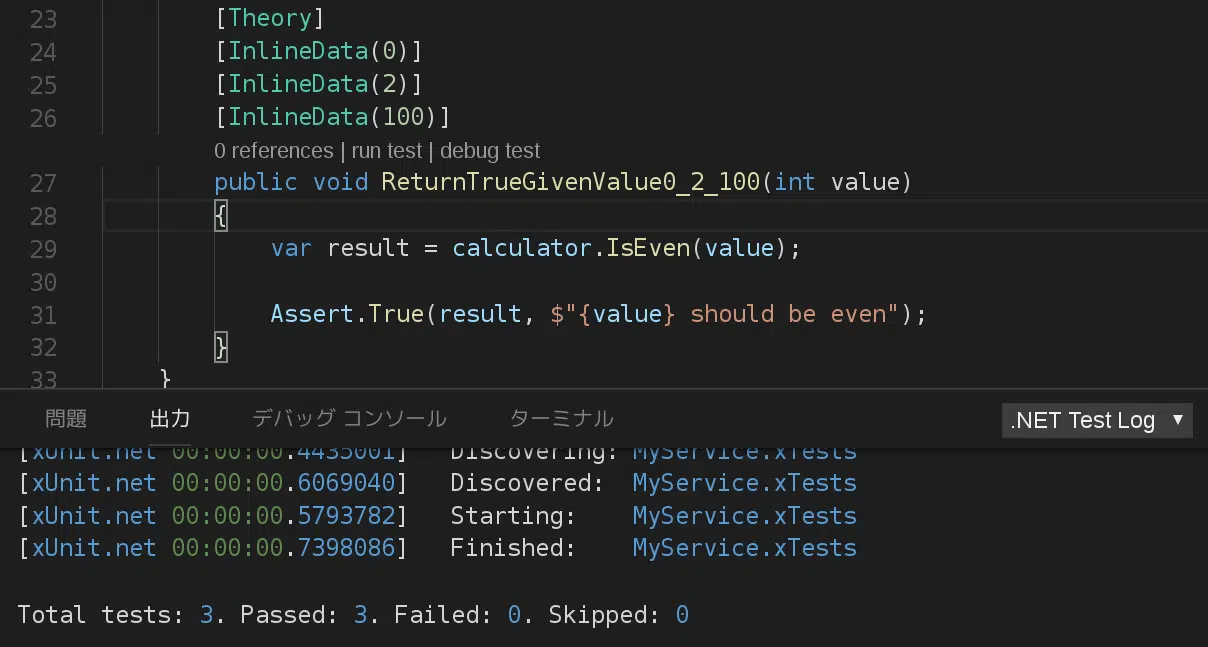 23 [Theory]
24 [InlineData(0)]
25 [InlineData(2)]
26 [InlineData(100)]
0 references | run test | debug test
27 public void ReturnTrueGivenValue0_2_100(int value)
28 {
29 var result = calculator.IsEven(value);
30
31 Assert.True(result, $"{value} should be even");
32 }
33 }
問題 出力 デバッグ コンソール ターミナル .NET Test Log ▼
[xUnit.net 00:00:00.4435001] Discovering: MyService.xTests
[xUnit.net 00:00:00.6069040] Discovered: MyService.xTests
[xUnit.net 00:00:00.5793782] Starting: MyService.xTests
[xUnit.net 00:00:00.7398086] Finished: MyService.xTests
Total tests: 3. Passed: 3. Failed: 0. Skipped: 0